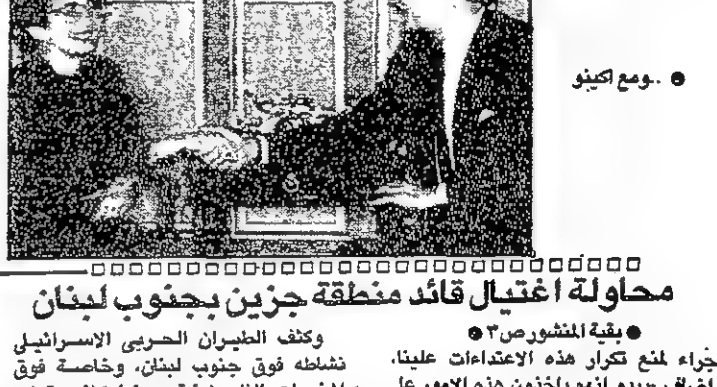 ● ..ومع اكينو
محاولة اغتيال قائد منطقة جزين بجنوب لبنان
● بقية المنشور ص٣ ●
جراء لمنع تكرار هذه الاعتداءات علينا،
وكثف الطيران الحربي الاسرائيلي
نشاطه فوق جنوب لبنان، وخاصة فوق